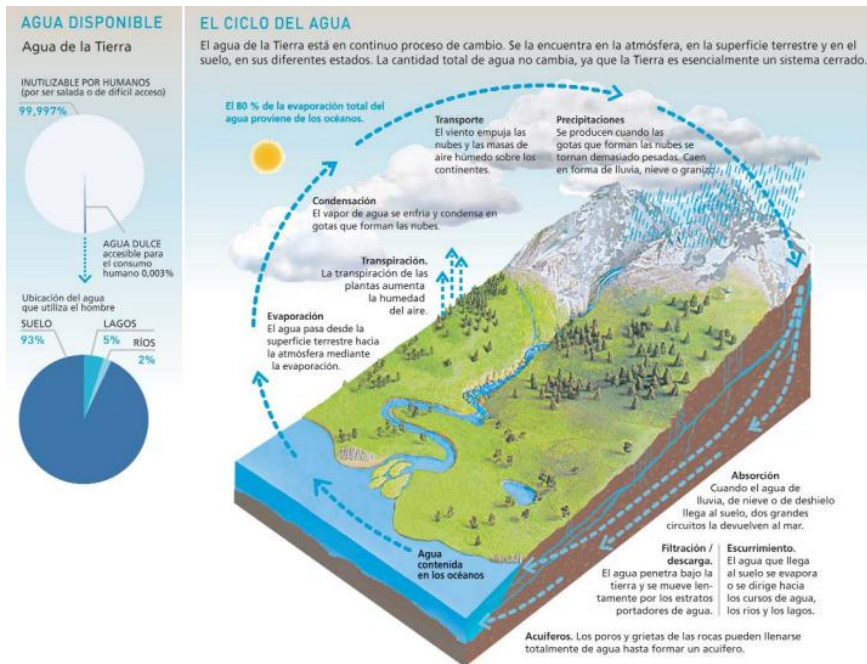 AGUA DISPONIBLE
Agua de la Tierra
INUTILIZABLE POR HUMANOS
(por ser salada o de difícil acceso)
99,997%
AGUA DULCE
accesible para
el consumo
humano 0,003%
Ubicación del agua
que utiliza el hombre
SUELO
93%
LAGOS
5%
RÍOS
2%
EL CICLO DEL AGUA
El agua de la Tierra está en continuo proceso de cambio. Se la encuentra en la atmósfera, en la superficie terrestre y en el
suelo, en sus diferentes estados. La cantidad total de agua no cambia, ya que la Tierra es esencialmente un sistema cerrado.
El 80 % de la evaporación total del
agua proviene de los océanos.
Transporte
El viento empuja las
nubes y las masas de
aire húmedo sobre los
continentes.
Precipitaciones
Se producen cuando las
gotas que forman las nubes se
tornan demasiado pesadas. Caen
en forma de lluvia, nieve o granizo.
Condensación
El vapor de agua se enfría y condensa en
gotas que forman las nubes.
Transpiración.
La transpiración de las
plantas aumenta
la humedad
del aire.
Evaporación
El agua pasa desde la
superficie terrestre hacia
la atmósfera mediante
la evaporación.
Agua
contenida
en los océanos
Absorción
Cuando el agua de
lluvia, de nieve o de deshielo
llega al suelo, dos grandes
circuitos la devuelven al mar.
Filtración /
descarga.
El agua penetra bajo la
tierra y se mueve len-
tamente por los estratos
portadores de agua.
Escurrimiento.
El agua que llega
al suelo se evapora
o se dirige hacia
los cursos de agua,
los ríos y los lagos.
Acuíferos. Los poros y grietas de las rocas pueden llenarse
totalmente de agua hasta formar un acuífero.